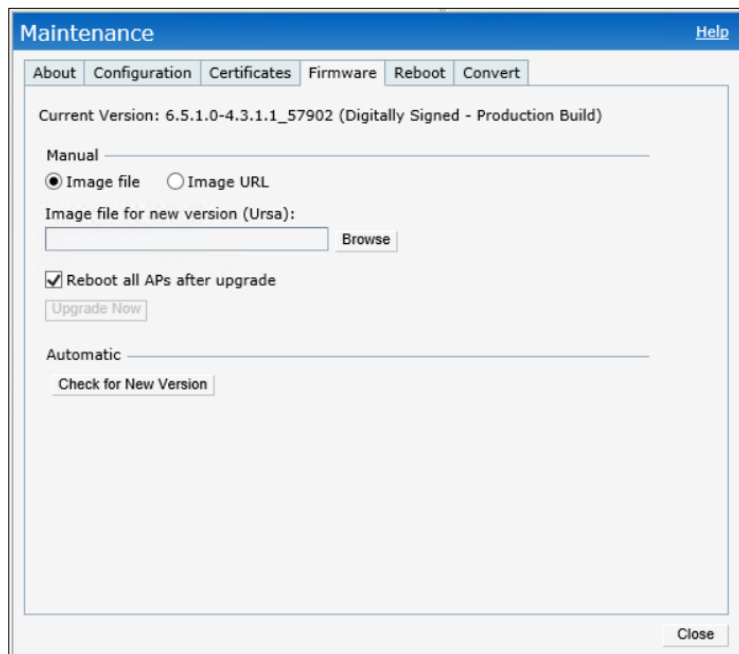 Maintenance Help
About Configuration Certificates Firmware Reboot Convert
Current Version: 6.5.1.0-4.3.1.1_57902 (Digitally Signed - Production Build)
Manual
Image file Image URL
Image file for new version (Ursa):
Browse
Reboot all APs after upgrade
Upgrade Now
Automatic
Check for New Version
Close